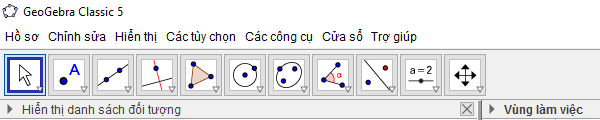 GeoGebra Classic 5
Hồ sơ Chỉnh sửa Hiển thị Các tùy chọn Các công cụ Cửa sổ Trợ giúp
A α a = 2
Hiển thị danh sách đối tượng Vùng làm việc